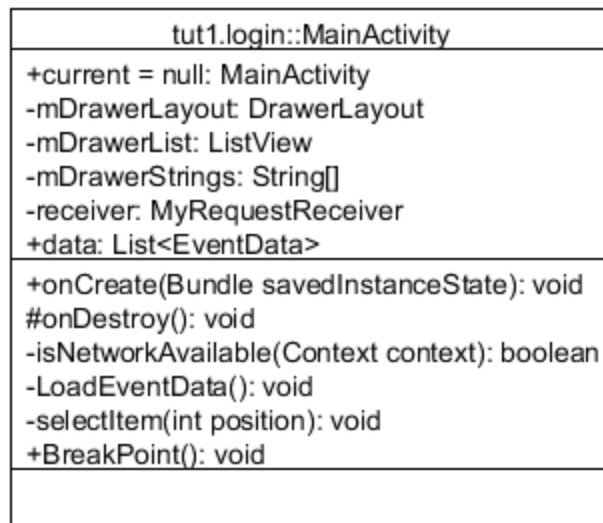 tut1.login::MainActivity
+current = null: MainActivity
-mDrawerLayout: DrawerLayout
-mDrawerList: ListView
-mDrawerStrings: String[]
-receiver: MyRequestReceiver
+data: List<EventData>
+onCreate(Bundle savedInstanceState): void
#onDestroy(): void
-isNetworkAvailable(Context context): boolean
-LoadEventData(): void
-selectItem(int position): void
+BreakPoint(): void